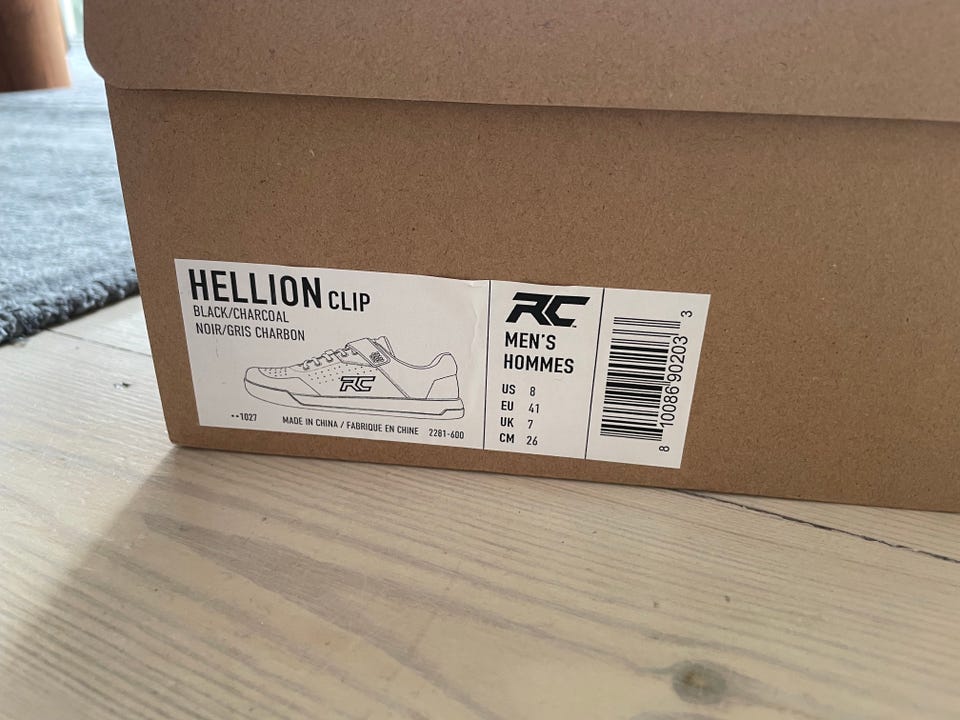 HELLION CLIP
BLACK/CHARCOAL
NOIR/GRIS CHARBON
RC
••1027
MADE IN CHINA / FABRIQUE EN CHINE 2281-600
RC
MEN'S
HOMMES
US 8
EU 41
UK 7
CM 26
8 10086 90203 3